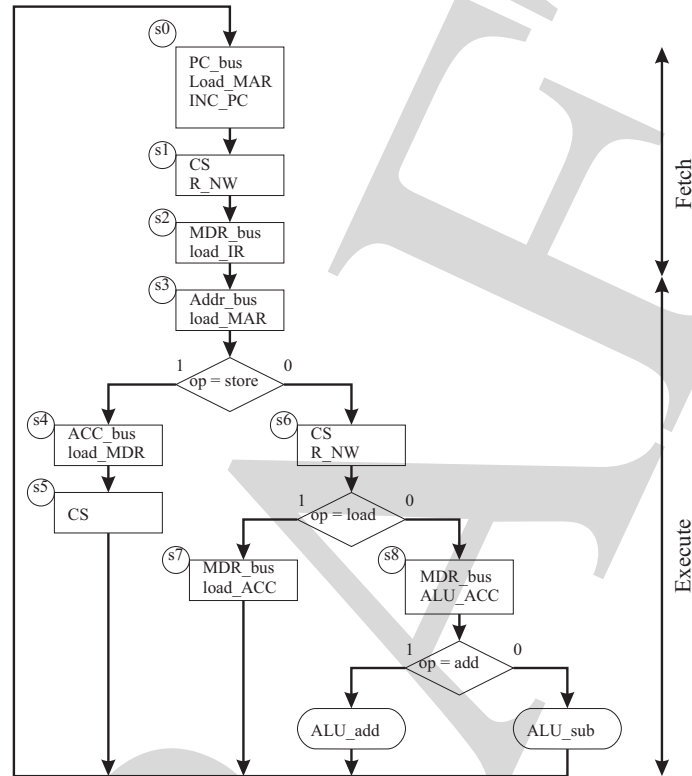 s0
PC_bus
Load_MAR
INC_PC
s1
CS
R_NW
s2
MDR_bus
load_IR
s3
Addr_bus
load_MAR
1
0
op = store
s4
ACC_bus
load_MDR
s6
CS
R_NW
s5
CS
1
0
op = load
s7
MDR_bus
load_ACC
s8
MDR_bus
ALU_ACC
1
0
op = add
ALU_add
ALU_sub
Fetch
Execute